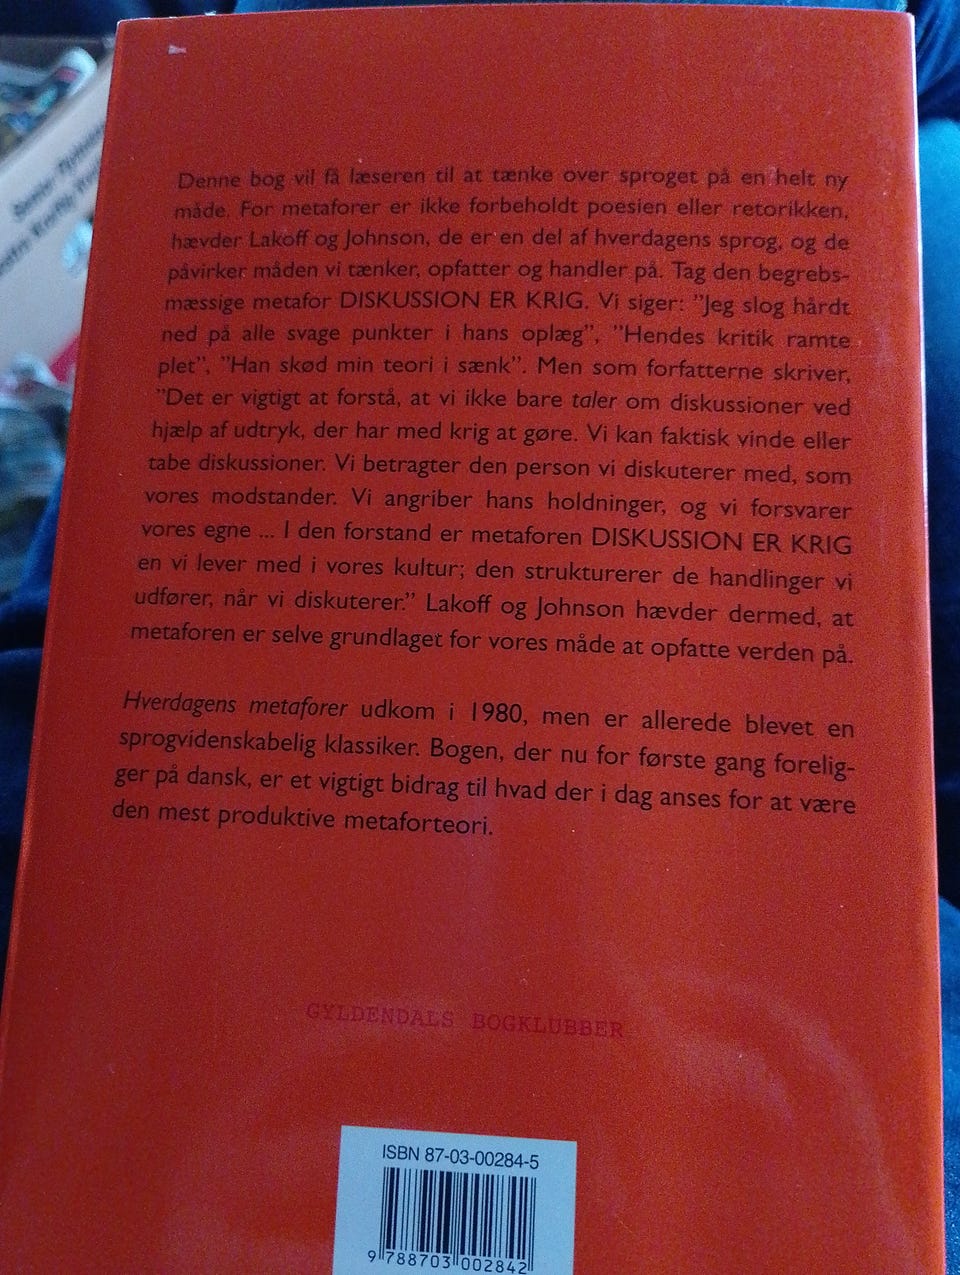 Denne bog vil få læseren til at tænke over sproget på en helt ny
måde. For metaforer er ikke forbeholdt poesien eller retorikken,
hævder Lakoff og Johnson, de er en del af hverdagens sprog, og de
påvirker måden vi tænker, opfatter og handler på. Tag den begrebs-
mæssige metafor DISKUSSION ER KRIG. Vi siger: ”Jeg slog hårdt
ned på alle svage punkter i hans oplæg”, ”Hendes kritik ramte
plet”, ”Han skød min teori i sænk”. Men som forfatterne skriver,
”Det er vigtigt at forstå, at vi ikke bare taler om diskussioner ved
hjælp af udtryk, der har med krig at gøre. Vi kan faktisk vinde eller
tabe diskussioner. Vi betragter den person vi diskuterer med, som
vores modstander. Vi angriber hans holdninger, og vi forsvarer
vores egne ... I den forstand er metaforen DISKUSSION ER KRIG
en vi lever med i vores kultur; den strukturerer de handlinger vi
udfører, når vi diskuterer.” Lakoff og Johnson hævder dermed, at
metaforen er selve grundlaget for vores måde at opfatte verden på.
Hverdagens metaforer udkom i 1980, men er allerede blevet en
sprogvidenskabelig klassiker. Bogen, der nu for første gang forelig-
ger på dansk, er et vigtigt bidrag til hvad der i dag anses for at være
den mest produktive metaforteori.
GYLDENDALS BOGKLUBBER
ISBN 87-03-00284-5
9 788703 002842